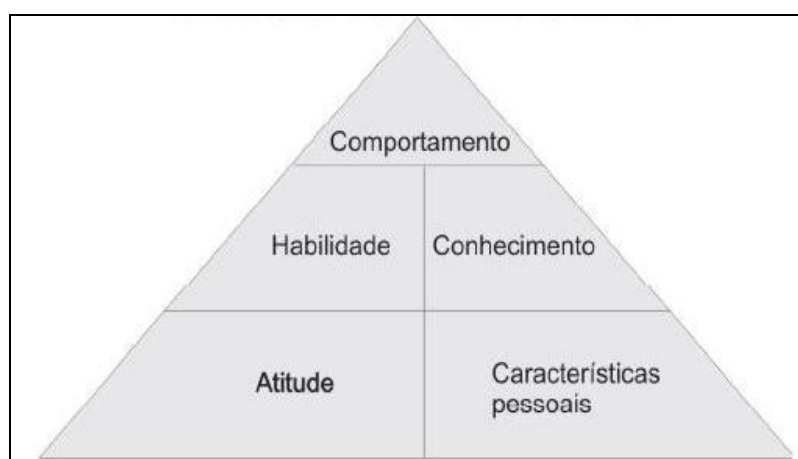 Comportamento
Habilidade
Conhecimento
Atitude
Características
pessoais